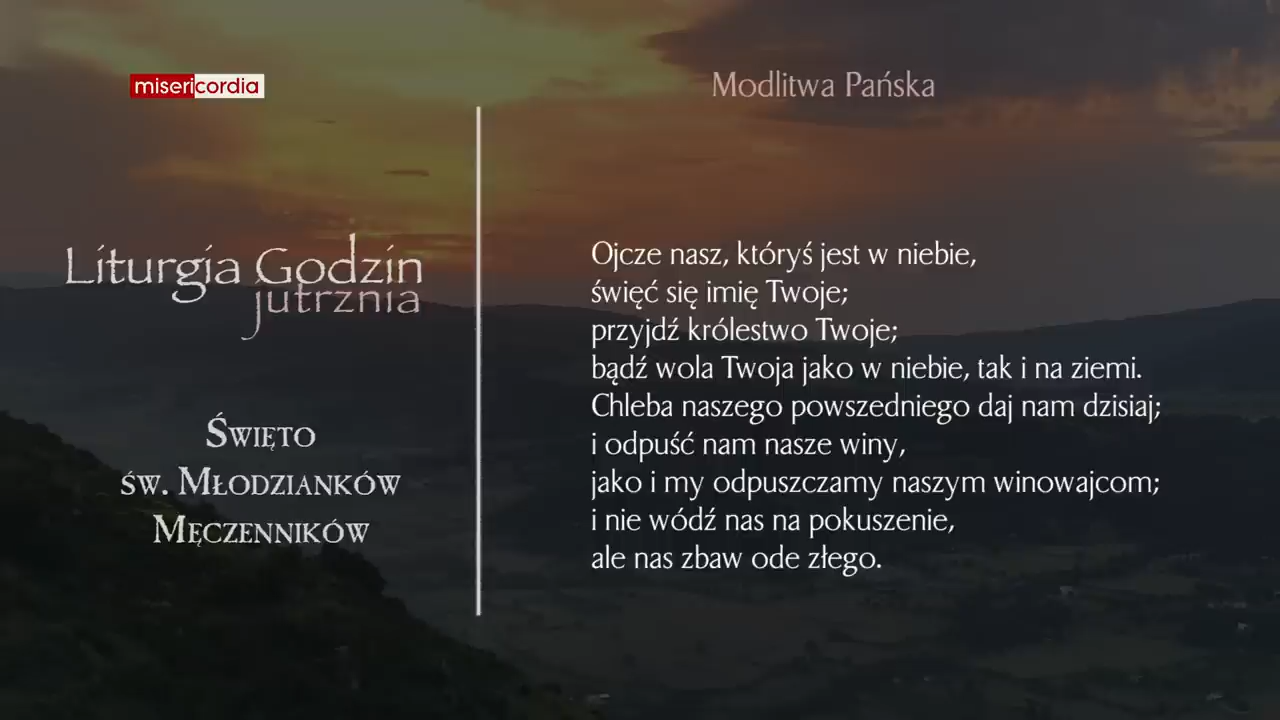 misericordia
Liturgia Godzin
jutrznia
Święto
św. Młodzianków
Męczenników
Modlitwa Pańska
Ojcze nasz, któryś jest w niebie,
święć się imię Twoje;
przyjdź królestwo Twoje;
bądź wola Twoja jako w niebie, tak i na ziemi.
Chleba naszego powszedniego daj nam dzisiaj;
i odpuść nam nasze winy,
jako i my odpuszczamy naszym winowajcom;
i nie wódź nas na pokuszenie,
ale nas zbaw ode złego.